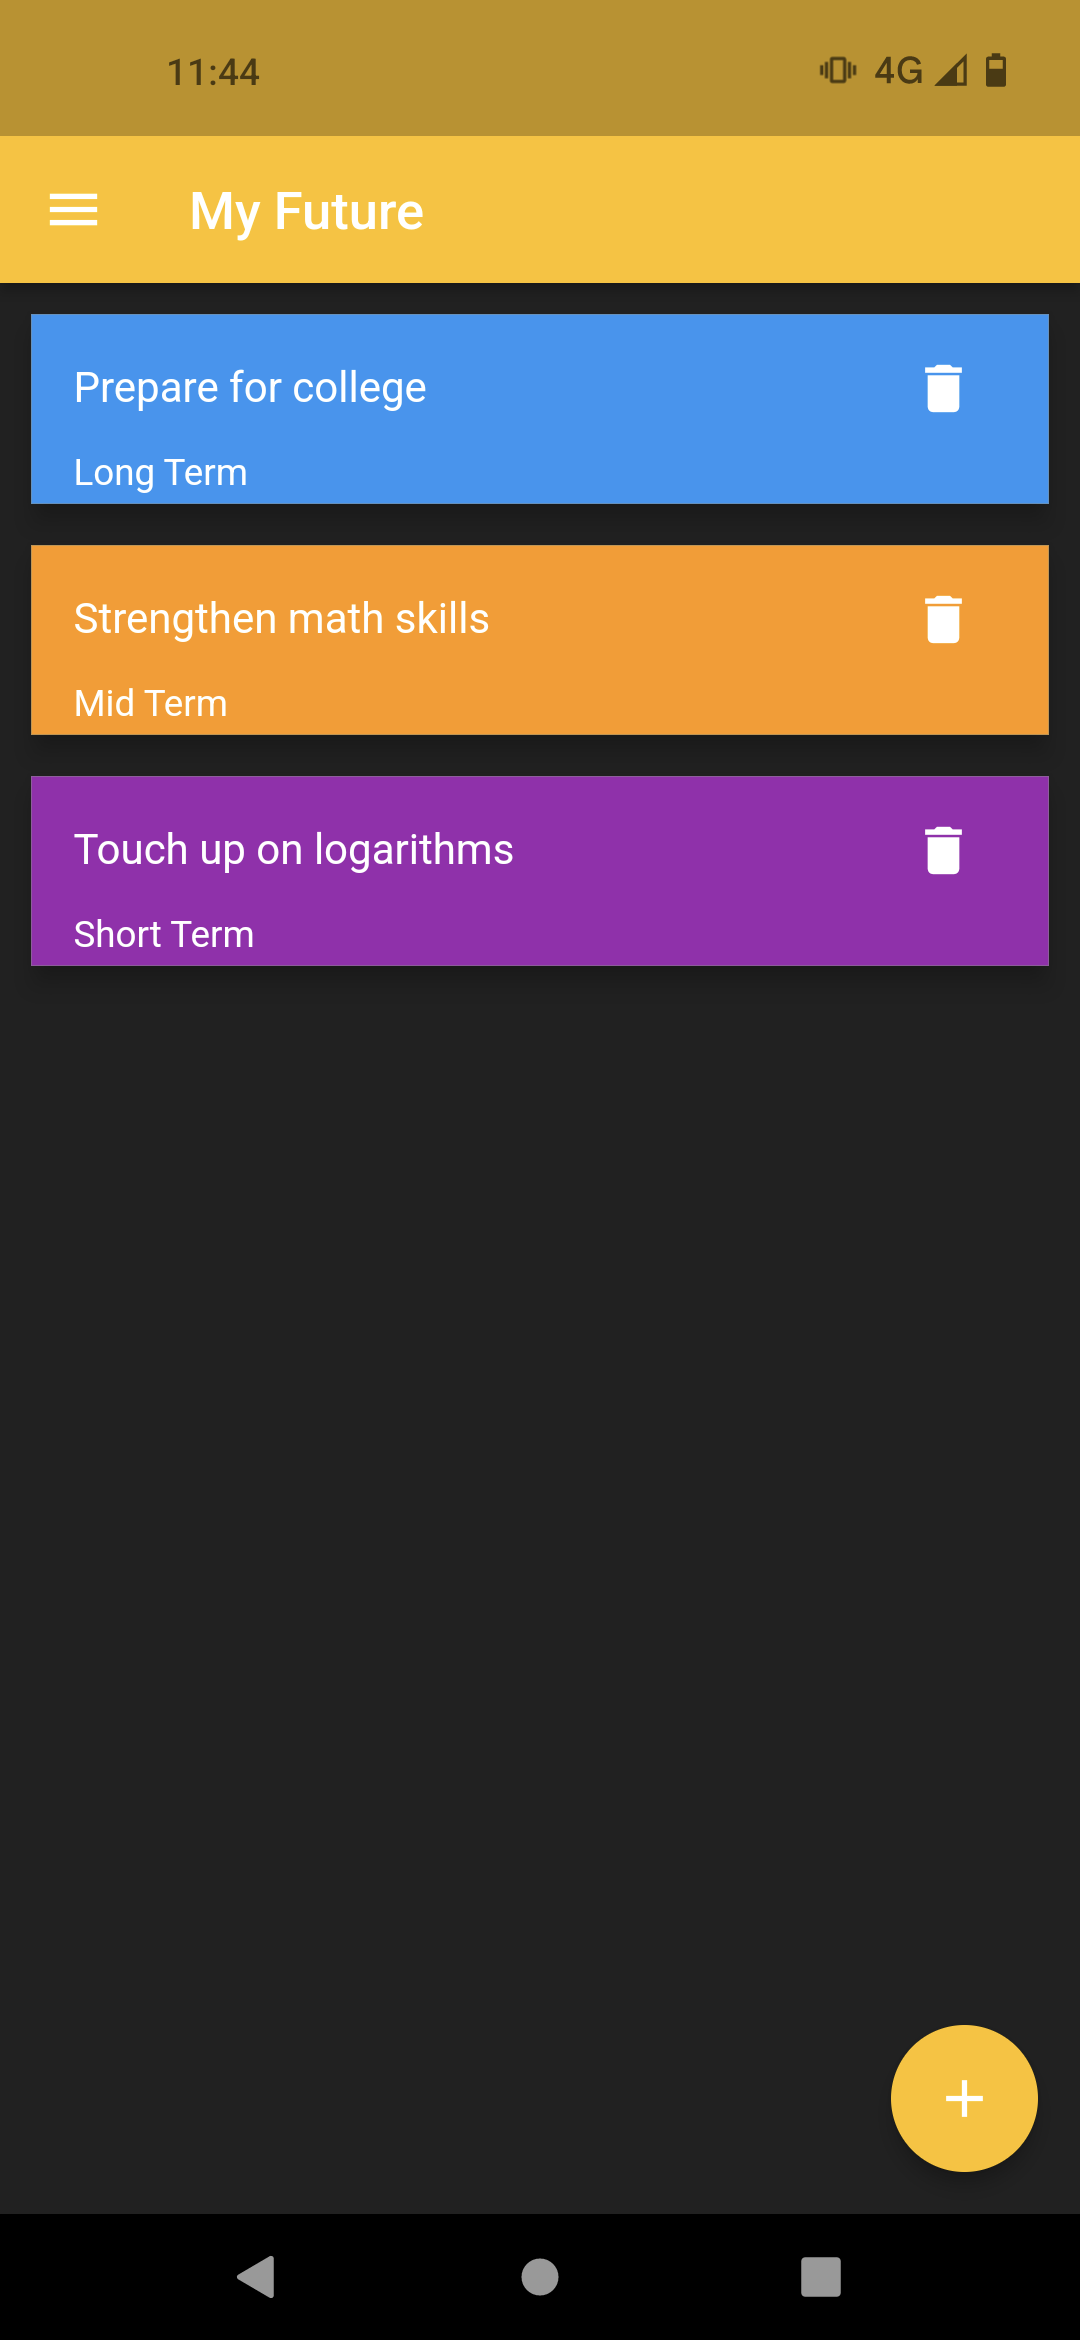 11:44
4G
My Future
Prepare for college
Long Term
Strengthen math skills
Mid Term
Touch up on logarithms
Short Term